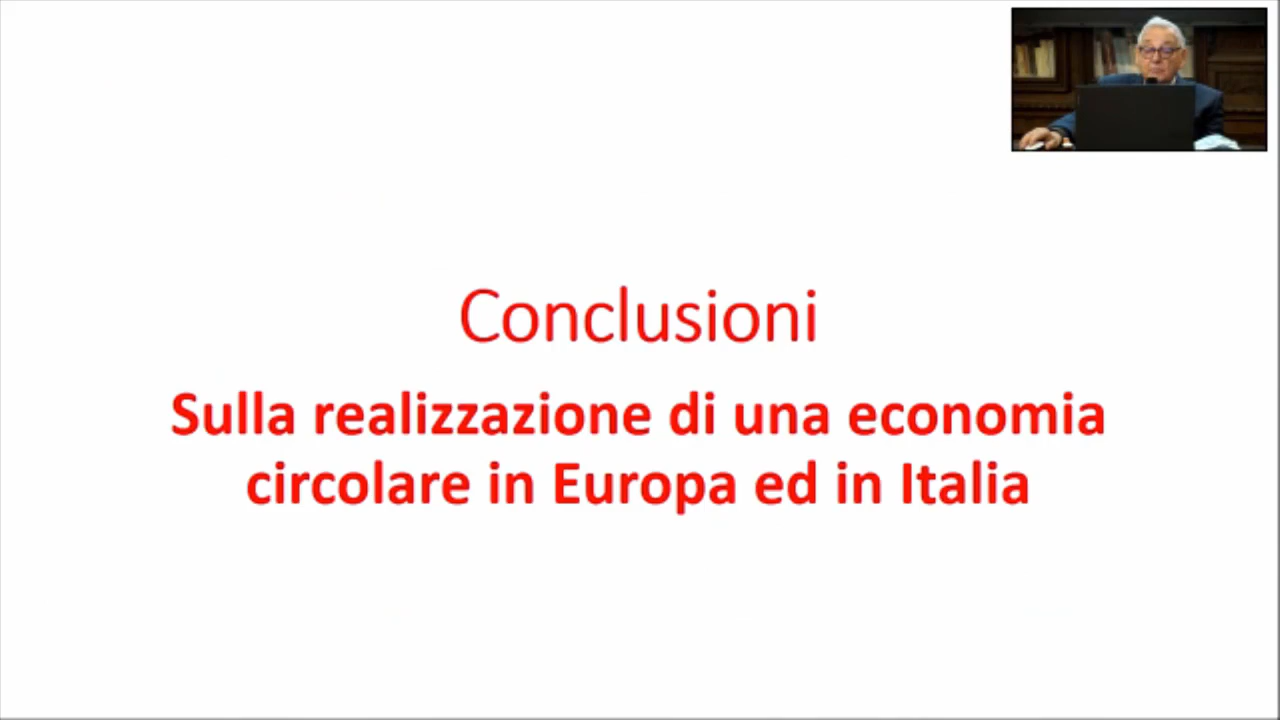 Conclusioni
Sulla realizzazione di una economia
circolare in Europa ed in Italia